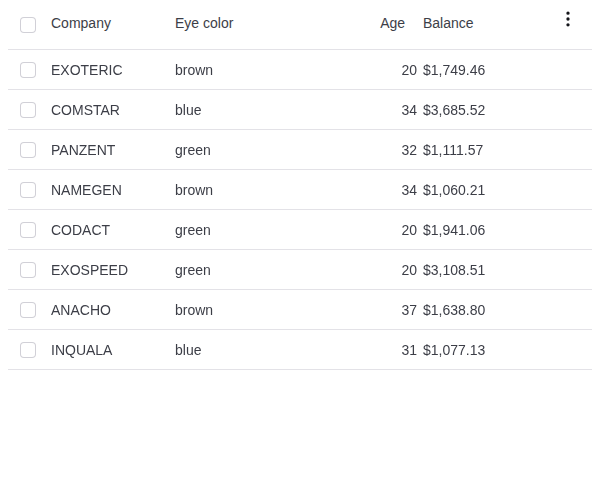 Company Eye color Age Balance
EXOTERIC brown 20 $1,749.46
COMSTAR blue 34 $3,685.52
PANZENT green 32 $1,111.57
NAMEGEN brown 34 $1,060.21
CODACT green 20 $1,941.06
EXOSPEED green 20 $3,108.51
ANACHO brown 37 $1,638.80
INQUALA blue 31 $1,077.13